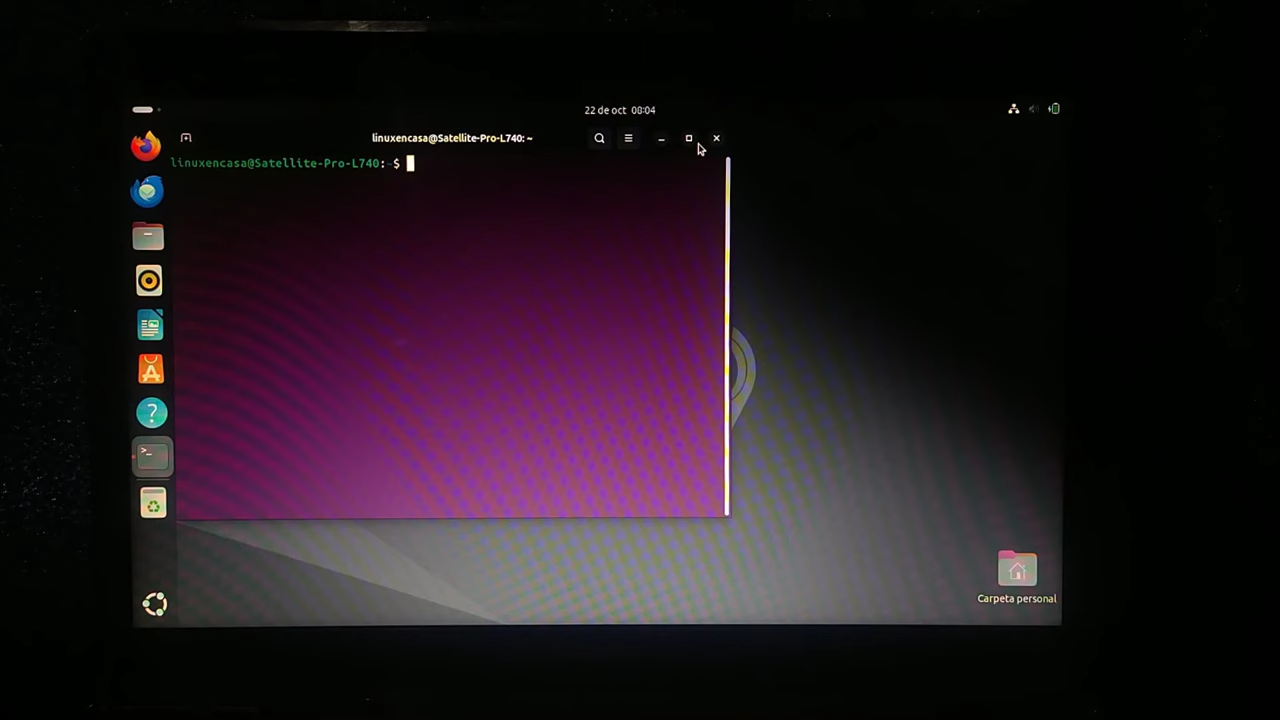 22 de oct 08:04
linuxencasa@Satellite-Pro-L740: ~
linuxencasa@Satellite-Pro-L740:~$
Carpeta personal